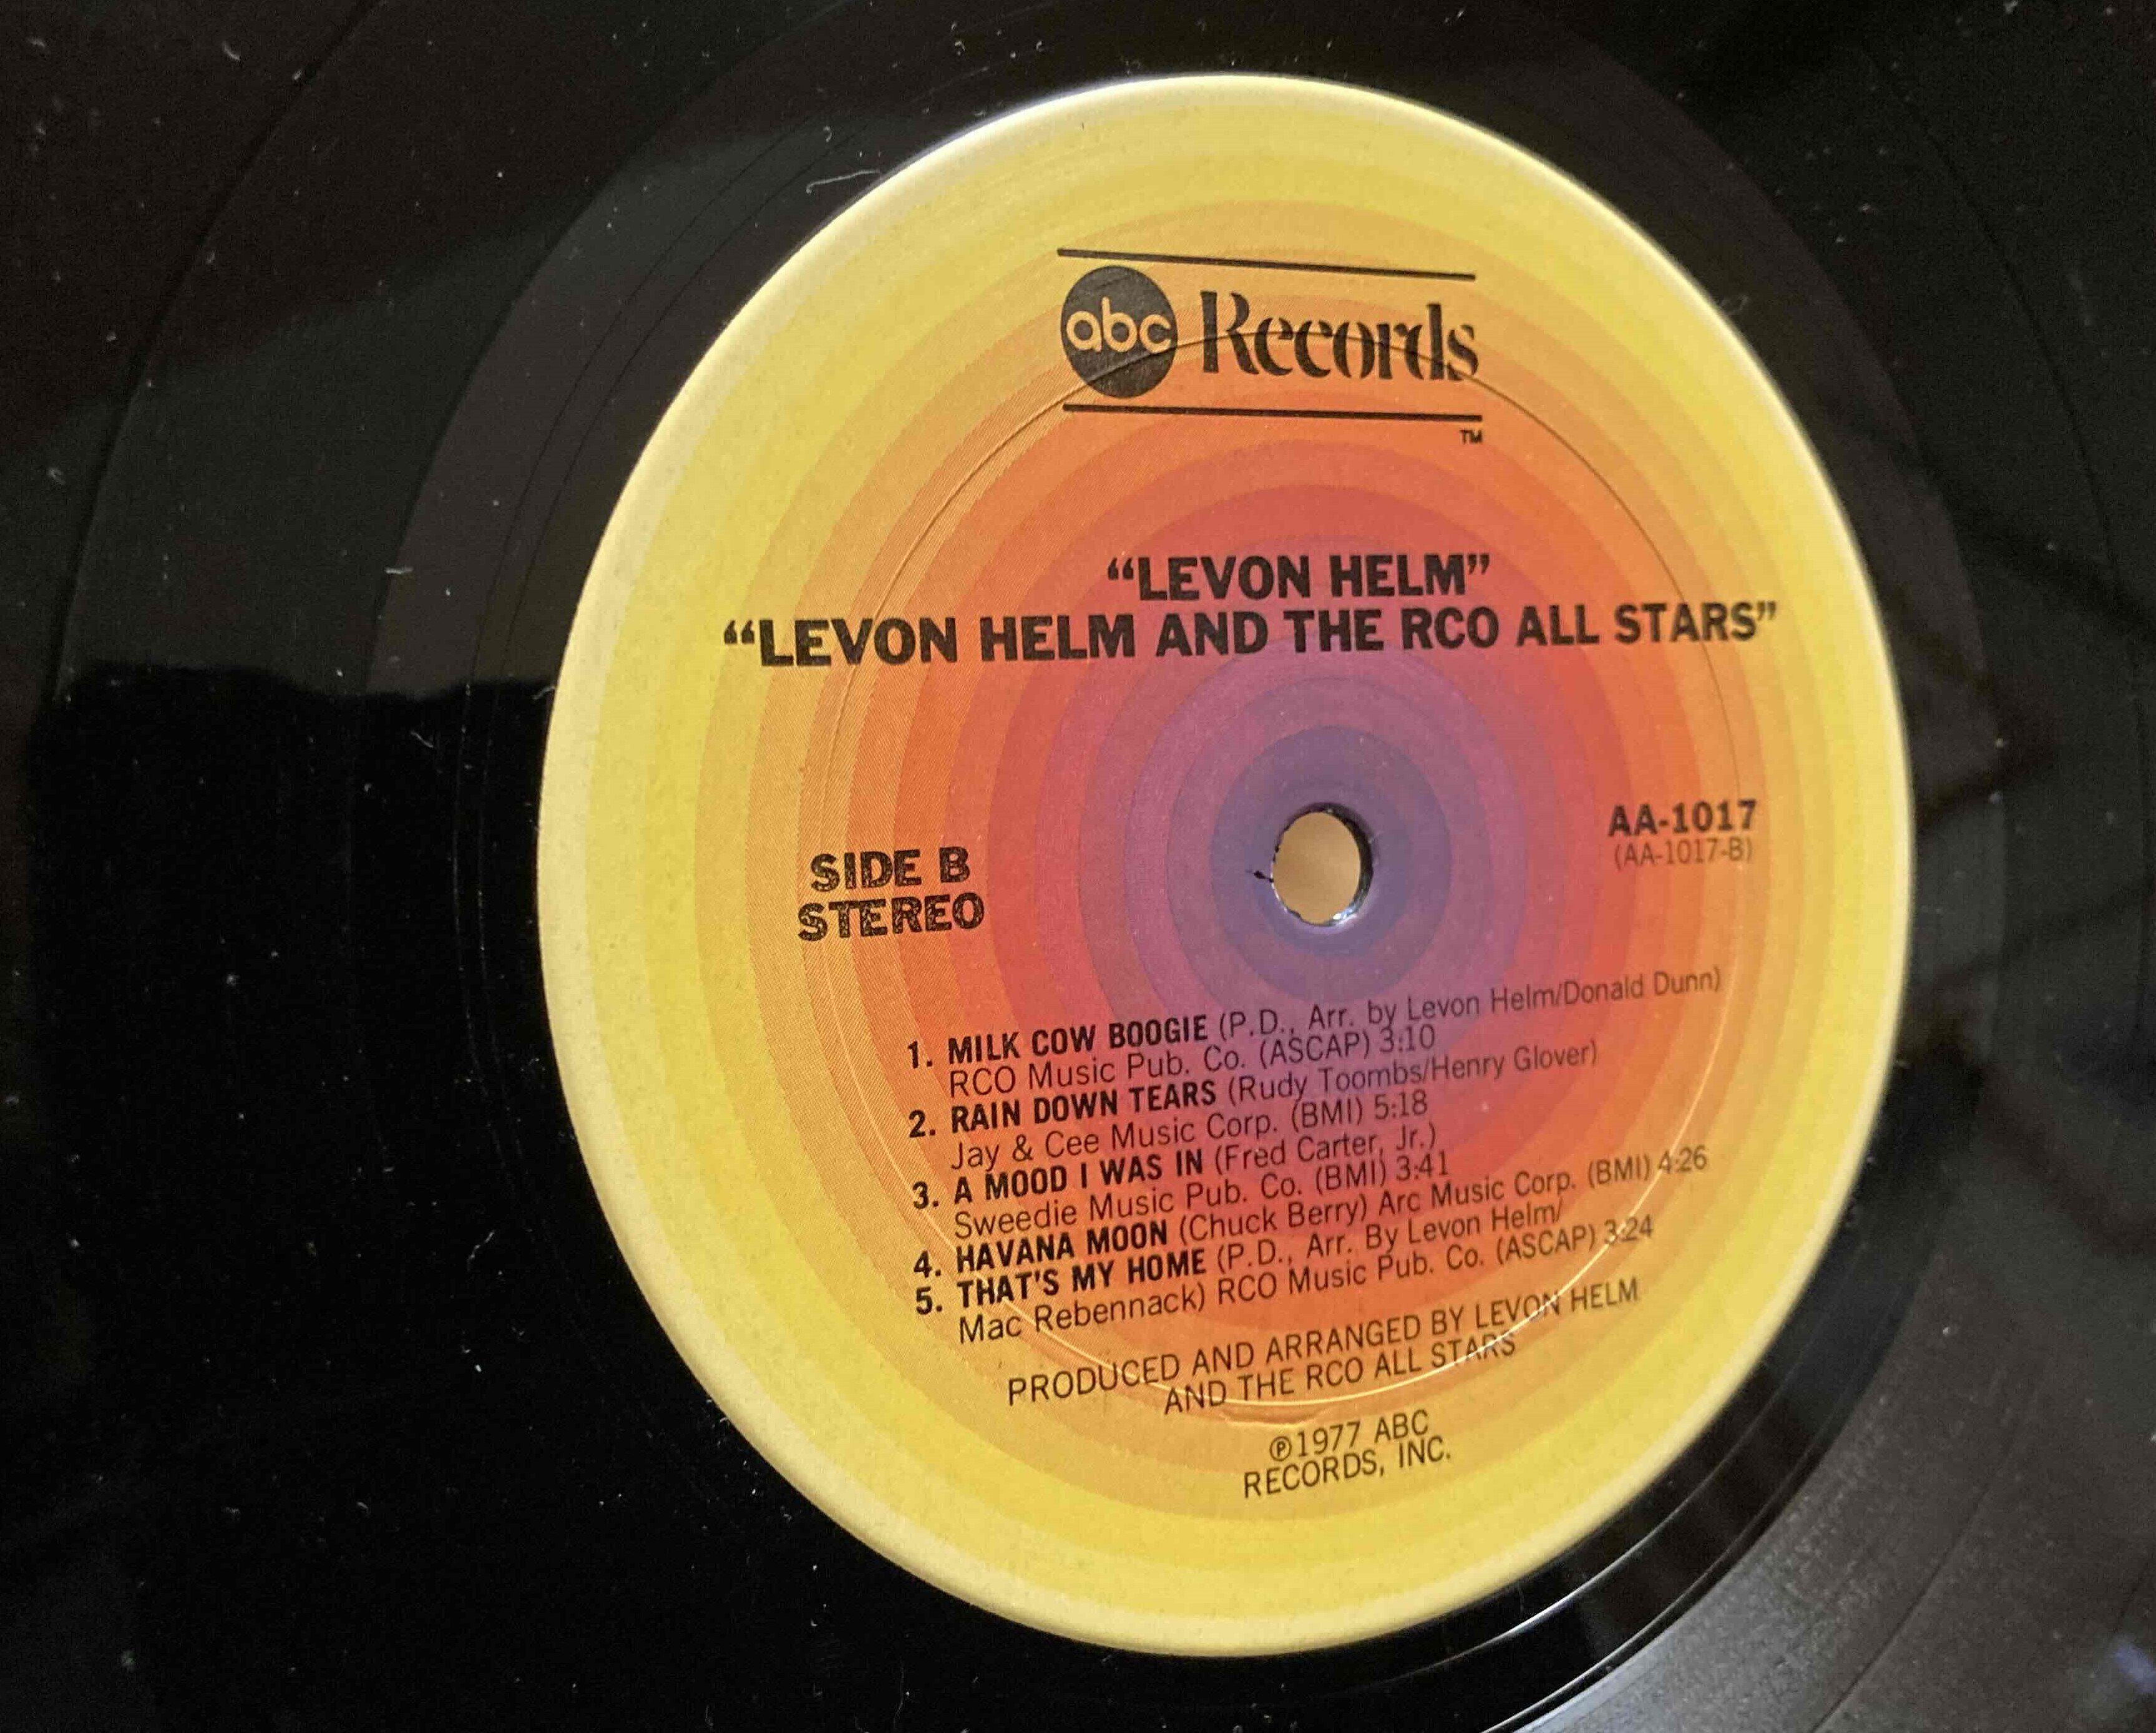 abc Records
TM
“LEVON HELM”
“LEVON HELM AND THE RCO ALL STARS”
SIDE B
STEREO
AA-1017
(AA-1017-B)
1. MILK COW BOOGIE (P.D., Arr. by Levon Helm/Donald Dunn)
RCO Music Pub. Co. (ASCAP) 3:10
2. RAIN DOWN TEARS (Rudy Toombs/Henry Glover)
Jay & Cee Music Corp. (BMI) 5:18
3. A MOOD I WAS IN (Fred Carter, Jr.)
Sweedie Music Pub. Co. (BMI) 3:41
4. HAVANA MOON (Chuck Berry) Arc Music Corp. (BMI) 4:26
5. THAT'S MY HOME (P.D., Arr. By Levon Helm/
Mac Rebennack) RCO Music Pub. Co. (ASCAP) 3:24
PRODUCED AND ARRANGED BY LEVON HELM
AND THE RCO ALL STARS
℗1977 ABC
RECORDS, INC.